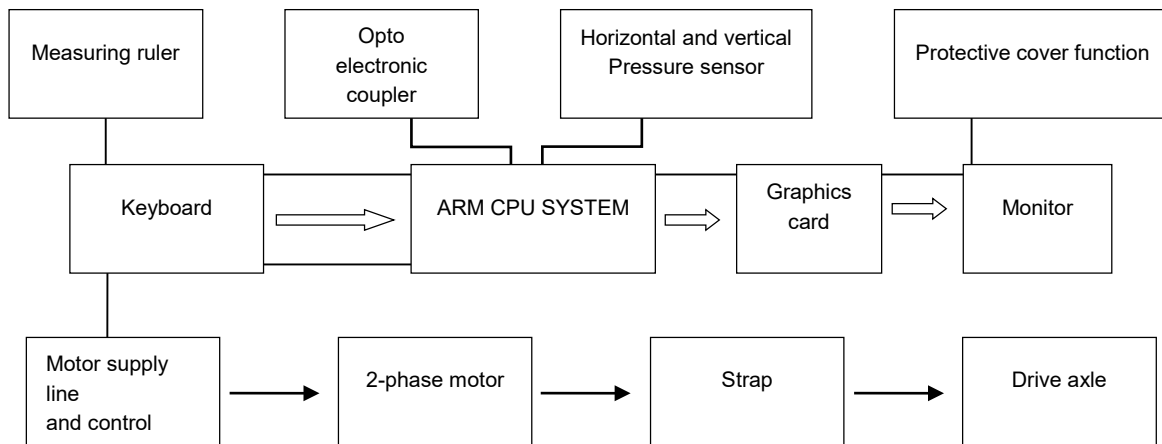 Measuring ruler
Opto
electronic
coupler
Horizontal and vertical
Pressure sensor
Protective cover function
Keyboard
ARM CPU SYSTEM
Graphics
card
Monitor
Motor supply
line
and control
2-phase motor
Strap
Drive axle